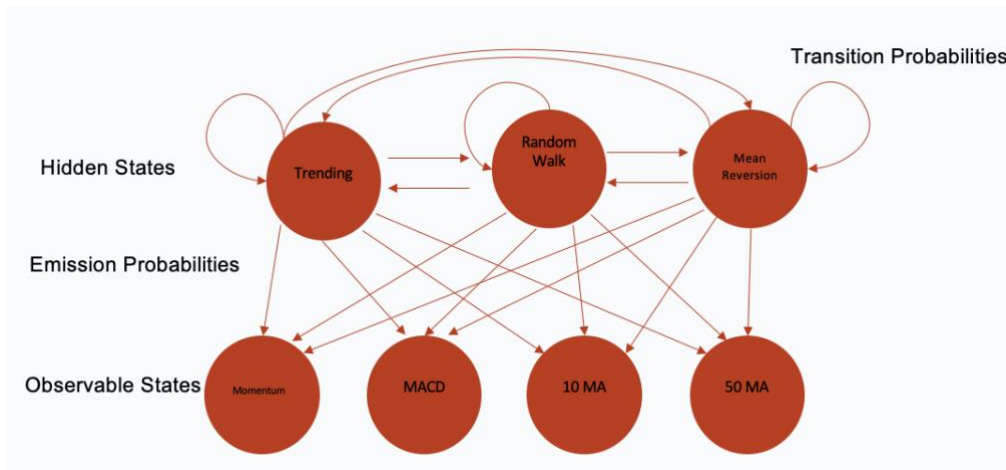 Transition Probabilities
Hidden States
Trending
Random
Walk
Mean
Reversion
Emission Probabilities
Observable States
Momentum
MACD
10 MA
50 MA